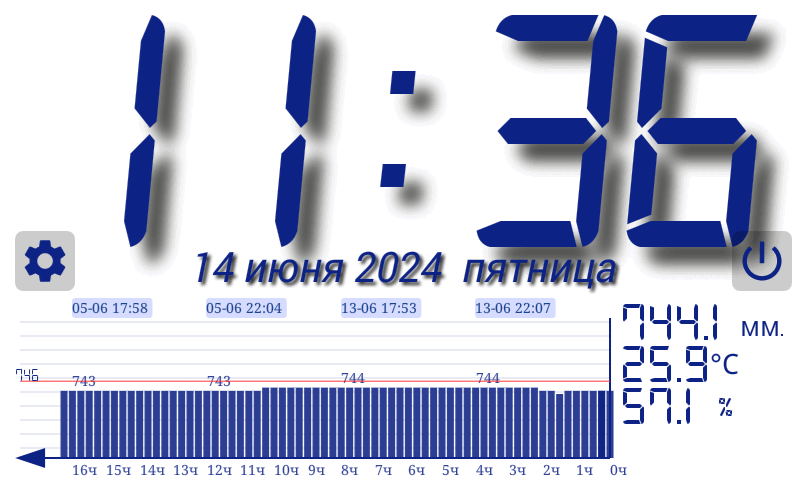 11:36
14 июня 2024 пятница
05-06 17:58 05-06 22:04 13-06 17:53 13-06 22:07
744.1 мм.
25.9 °C
57.1 %
746
743 743 744 744
16ч 15ч 14ч 13ч 12ч 11ч 10ч 9ч 8ч 7ч 6ч 5ч 4ч 3ч 2ч 1ч 0ч